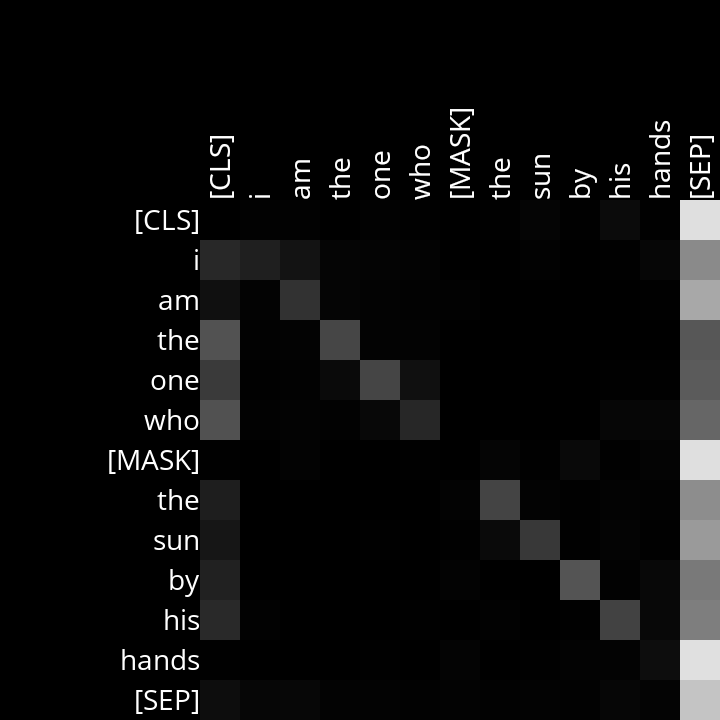 [CLS] i am the one who [MASK] the sun by his hands [SEP]
[CLS]
i
am
the
one
who
[MASK]
the
sun
by
his
hands
[SEP]